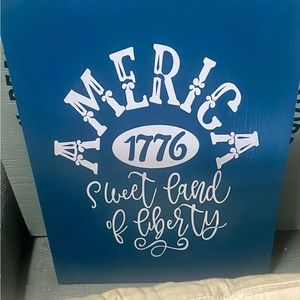 AMERICA
1776
Sweet land
of liberty